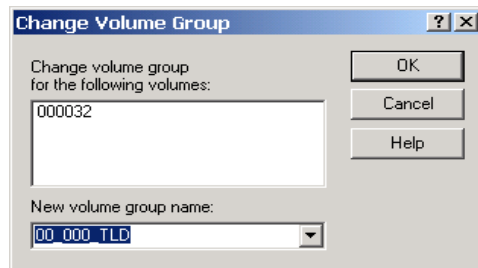 Change Volume Group
Change volume group
for the following volumes:
000032
New volume group name:
00_000_TLD
OK
Cancel
Help